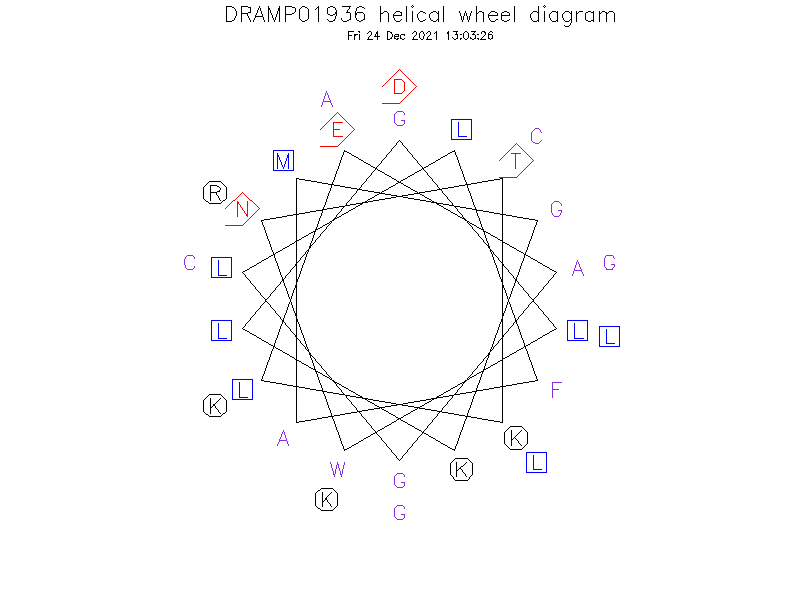 DRAMP01936 helical wheel diagram
Fri 24 Dec 2021 13:03:26
D
A
G
E L
C
M T
R
N G
C L A G
L L L
L F
K
A K
L
W K
G
K
G